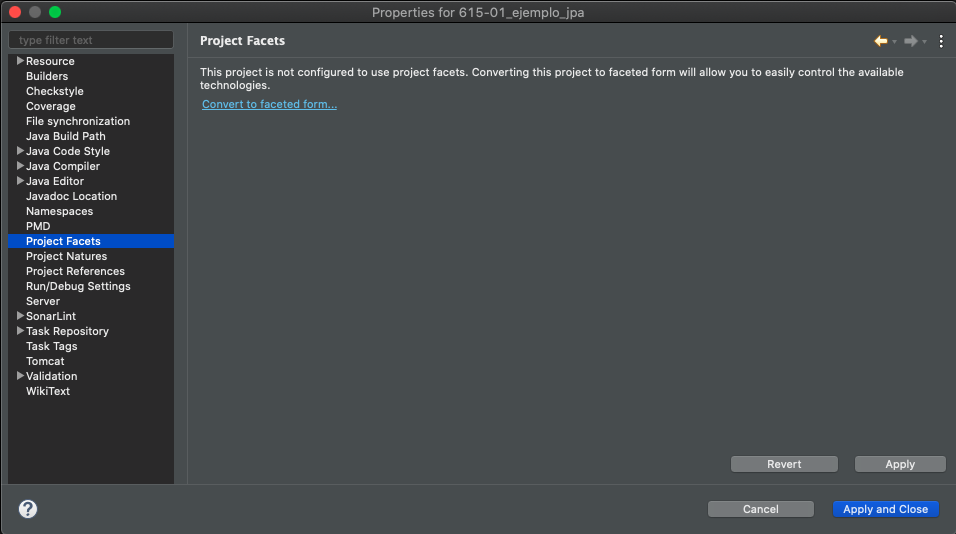 Properties for 615-01_ejemplo_jpa
type filter text
Resource
Builders
Checkstyle
Coverage
File synchronization
Java Build Path
Java Code Style
Java Compiler
Java Editor
Javadoc Location
Namespaces
PMD
Project Facets
Project Natures
Project References
Run/Debug Settings
Server
SonarLint
Task Repository
Task Tags
Tomcat
Validation
WikiText
Project Facets
This project is not configured to use project facets. Converting this project to faceted form will allow you to easily control the available
technologies.
Convert to faceted form...
Revert
Apply
?
Cancel
Apply and Close